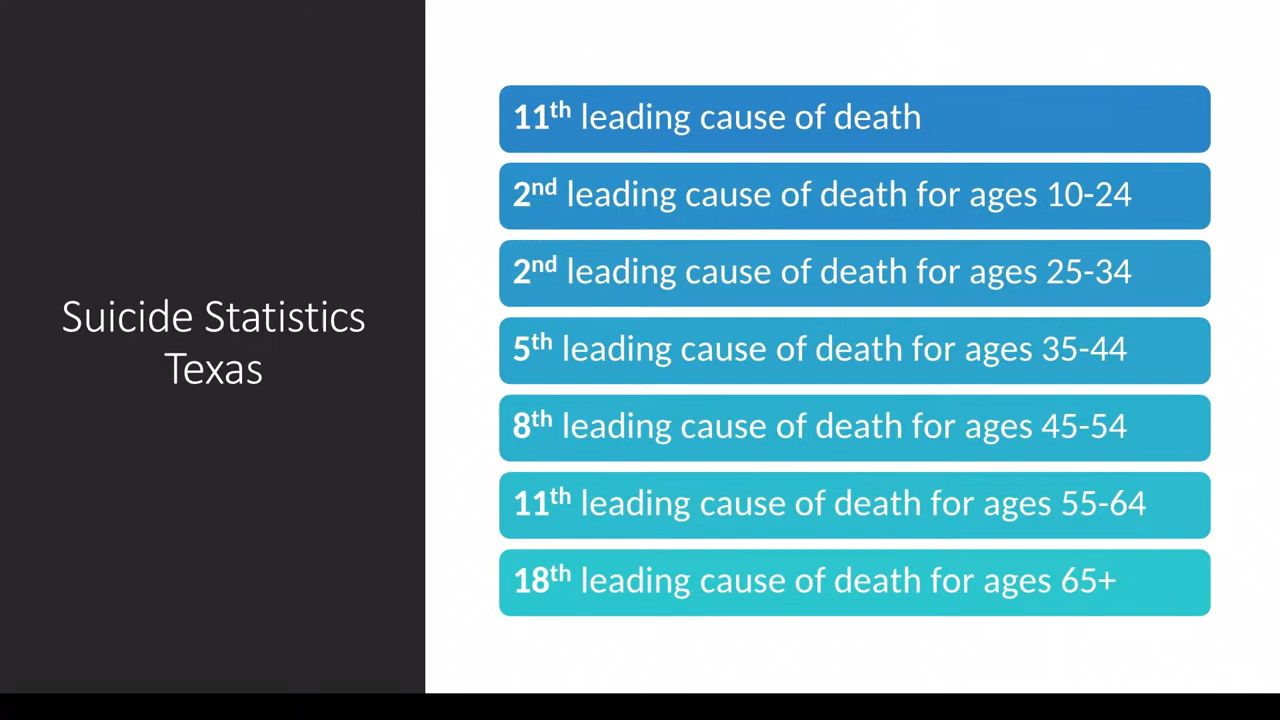 Suicide Statistics
Texas
11th leading cause of death
2nd leading cause of death for ages 10-24
2nd leading cause of death for ages 25-34
5th leading cause of death for ages 35-44
8th leading cause of death for ages 45-54
11th leading cause of death for ages 55-64
18th leading cause of death for ages 65+